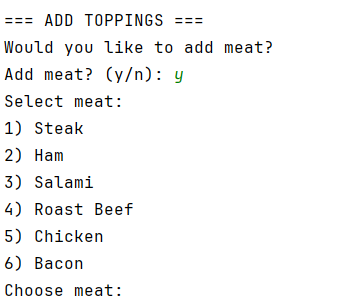 === ADD TOPPINGS ===
Would you like to add meat?
Add meat? (y/n): y
Select meat:
1) Steak
2) Ham
3) Salami
4) Roast Beef
5) Chicken
6) Bacon
Choose meat: